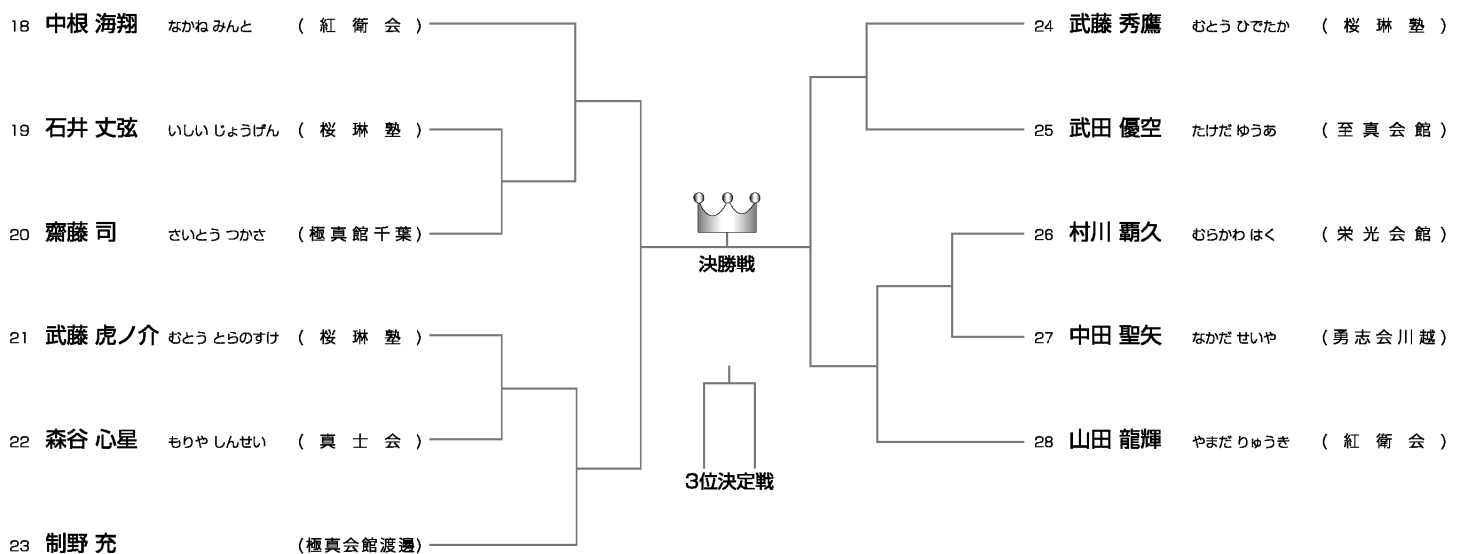 18 中根 海翔 なかね みんと ( 紅 衛 会 )
19 石井 丈弦 いしい じょうげん ( 桜 琳 塾 )
20 齋藤 司 さいとう つかさ (極真館千葉)
21 武藤 虎ノ介 むとう とらのすけ ( 桜 琳 塾 )
22 森谷 心星 もりや しんせい ( 真 士 会 )
23 制野 充 (極真会館渡邊)
決勝戦
3位決定戦
24 武藤 秀鷹 むとう ひでたか ( 桜 琳 塾 )
25 武田 優空 たけだ ゆうあ ( 至 真 会 館 )
26 村川 覇久 むらかわ はく ( 栄 光 会 館 )
27 中田 聖矢 なかだ せいや (勇志会川越)
28 山田 龍輝 やまだ りゅうき ( 紅 衛 会 )